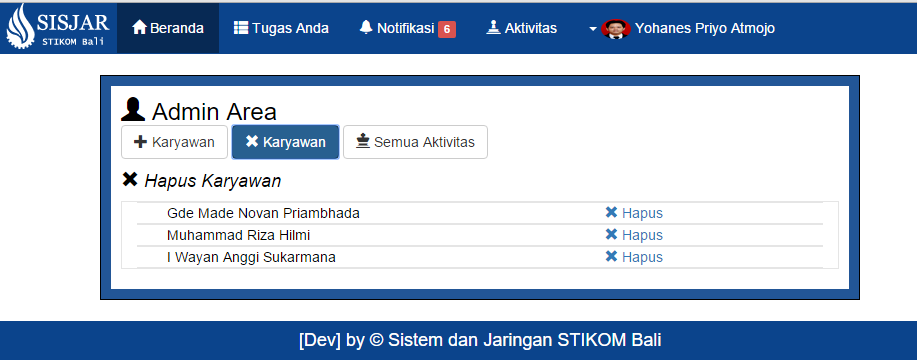 SISJAR
STIKOM Bali
Beranda
Tugas Anda
Notifikasi 6
Aktivitas
Yohanes Priyo Atmojo
Admin Area
Karyawan
Karyawan
Semua Aktivitas
Hapus Karyawan
Gde Made Novan Priambhada Hapus
Muhammad Riza Hilmi Hapus
I Wayan Anggi Sukarmana Hapus
[Dev] by © Sistem dan Jaringan STIKOM Bali